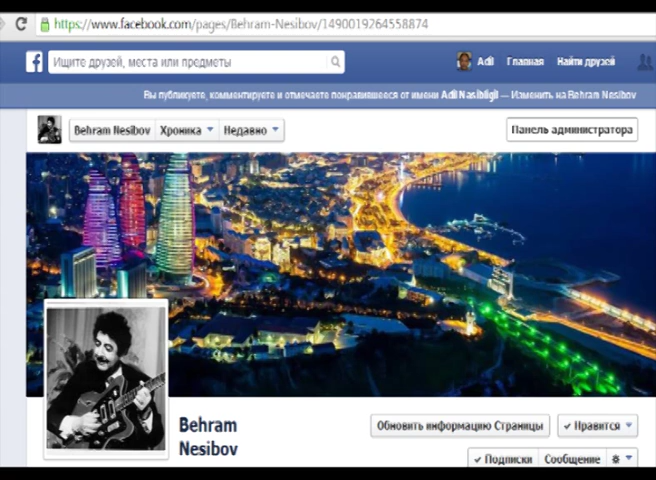 https://www.facebook.com/pages/Behram-Nesibov/1490019264558874
f Ищите друзей, места или предметы Adil Главная Найти друзей
Вы публикуете, комментируете и отмечаете понравившееся от имени Adil Nasibligil — Изменить на Behram Nesibov
Behram Nesibov Хроника Недавно Панель администратора
Behram
Nesibov
Обновить информацию Страницы ✓ Нравится
✓ Подписки Сообщение